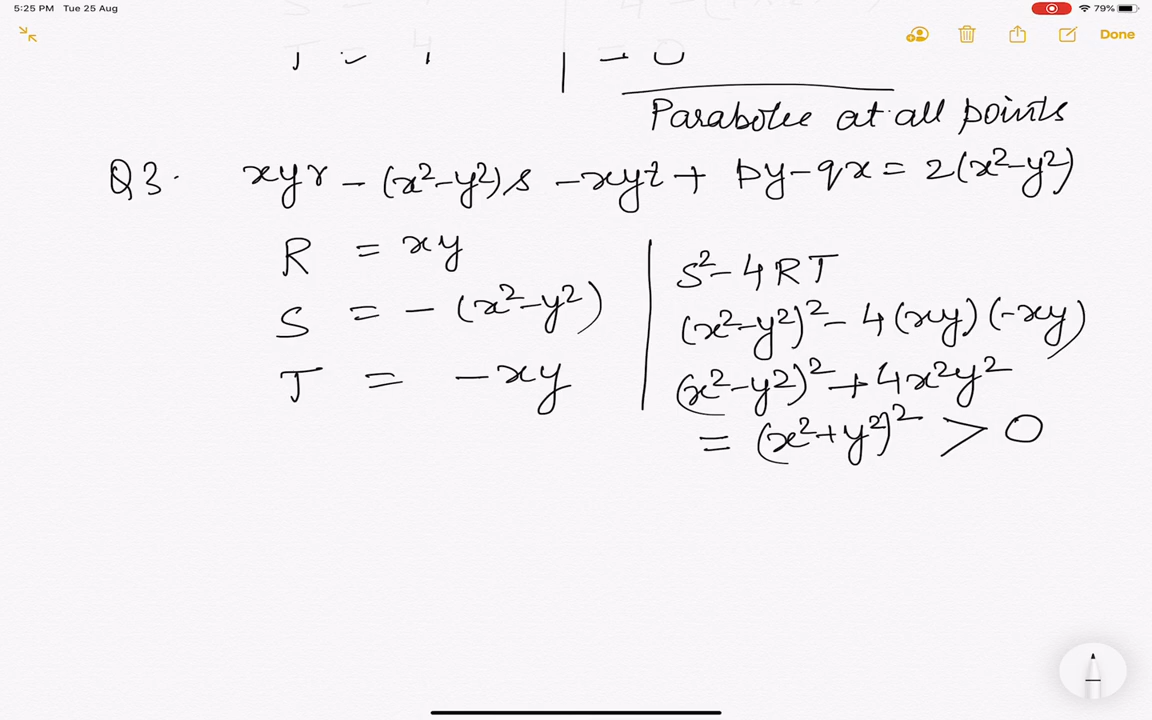 5:25 PM Tue 25 Aug 79%
Done
= 0
Parabolic at all points
Q3. xyr - (x²-y²)s - xyt + py - qx = 2(x²-y²)
R = xy
S = - (x²-y²)
T = - xy
S² - 4RT
(x²-y²)² - 4(xy)(-xy)
(x²-y²)² + 4x²y²
= (x²+y²)² > 0